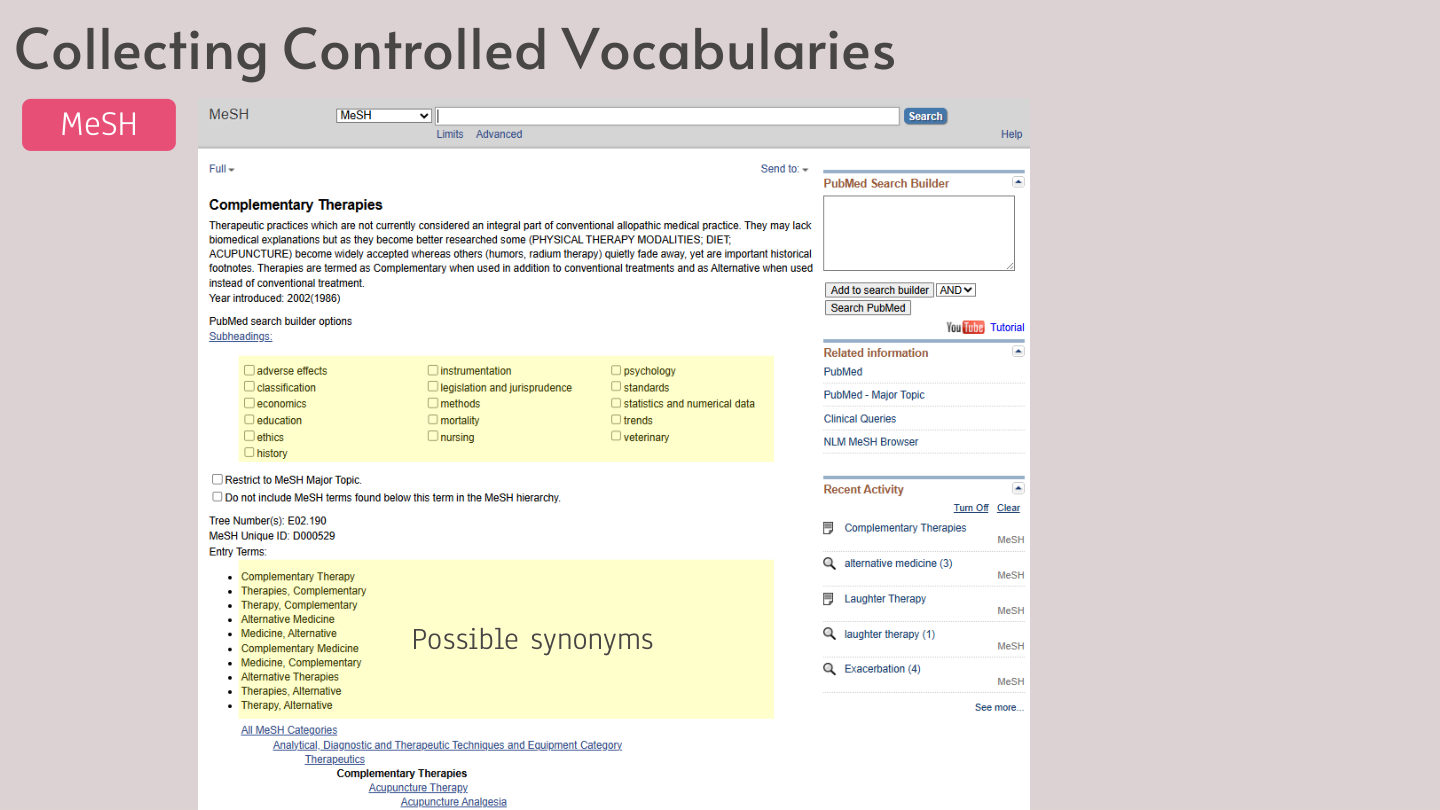 Collecting Controlled Vocabularies
MeSH
MeSH
MeSH
Search
Limits Advanced
Help
Full
Send to:
Complementary Therapies
Therapeutic practices which are not currently considered an integral part of conventional allopathic medical practice. They may lack
biomedical explanations but as they become better researched some (PHYSICAL THERAPY MODALITIES; DIET;
ACUPUNCTURE) become widely accepted whereas others (humors, radium therapy) quietly fade away, yet are important historical
footnotes. Therapies are termed as Complementary when used in addition to conventional treatments and as Alternative when used
instead of conventional treatment.
Year introduced: 2002(1986)
PubMed search builder options
Subheadings:
adverse effects
classification
economics
education
ethics
history
instrumentation
legislation and jurisprudence
methods
mortality
nursing
psychology
standards
statistics and numerical data
trends
veterinary
Restrict to MeSH Major Topic.
Do not include MeSH terms found below this term in the MeSH hierarchy.
Tree Number(s): E02.190
MeSH Unique ID: D000529
Entry Terms:
Complementary Therapy
Therapies, Complementary
Therapy, Complementary
Alternative Medicine
Medicine, Alternative
Complementary Medicine
Medicine, Complementary
Alternative Therapies
Therapies, Alternative
Therapy, Alternative
Possible synonyms
All MeSH Categories
Analytical, Diagnostic and Therapeutic Techniques and Equipment Category
Therapeutics
Complementary Therapies
Acupuncture Therapy
Acupuncture Analgesia
PubMed Search Builder
Add to search builder AND
Search PubMed
YouTube Tutorial
Related information
PubMed
PubMed - Major Topic
Clinical Queries
NLM MeSH Browser
Recent Activity
Turn Off Clear
Complementary Therapies
MeSH
alternative medicine (3)
MeSH
Laughter Therapy
MeSH
laughter therapy (1)
MeSH
Exacerbation (4)
MeSH
See more...